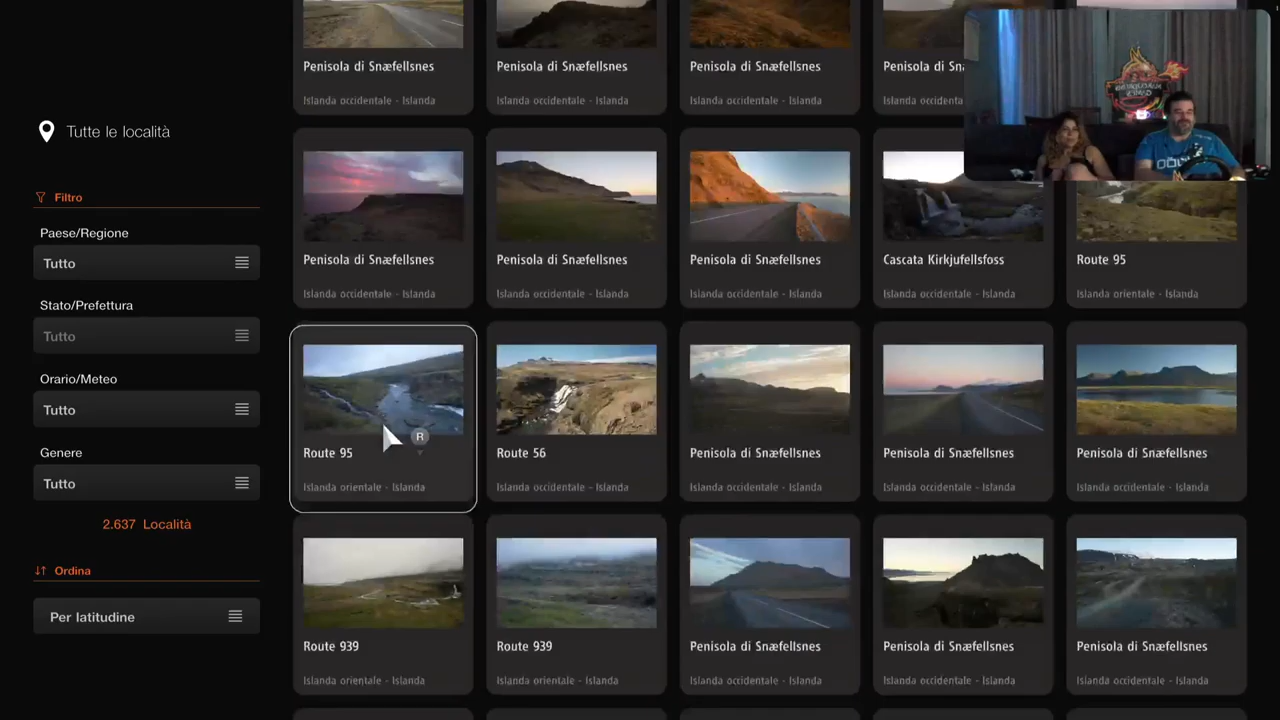 Tutte le località
Filtro
Paese/Regione
Tutto
Stato/Prefettura
Tutto
Orario/Meteo
Tutto
Genere
Tutto
2.637 Località
Ordina
Per latitudine
Penisola di Snæfellsnes
Islanda occidentale - Islanda
Penisola di Snæfellsnes
Islanda occidentale - Islanda
Penisola di Snæfellsnes
Islanda occidentale - Islanda
Penisola di Snæ
Islanda occidentale - Islanda
Penisola di Snæfellsnes
Islanda occidentale - Islanda
Penisola di Snæfellsnes
Islanda occidentale - Islanda
Penisola di Snæfellsnes
Islanda occidentale - Islanda
Cascata Kirkjufellsfoss
Islanda occidentale - Islanda
Route 95
Islanda orientale - Islanda
R
Route 95
Islanda orientale - Islanda
Route 56
Islanda occidentale - Islanda
Penisola di Snæfellsnes
Islanda occidentale - Islanda
Penisola di Snæfellsnes
Islanda occidentale - Islanda
Penisola di Snæfellsnes
Islanda occidentale - Islanda
Route 939
Islanda orientale - Islanda
Route 939
Islanda orientale - Islanda
Penisola di Snæfellsnes
Islanda occidentale - Islanda
Penisola di Snæfellsnes
Islanda occidentale - Islanda
Penisola di Snæfellsnes
Islanda occidentale - Islanda